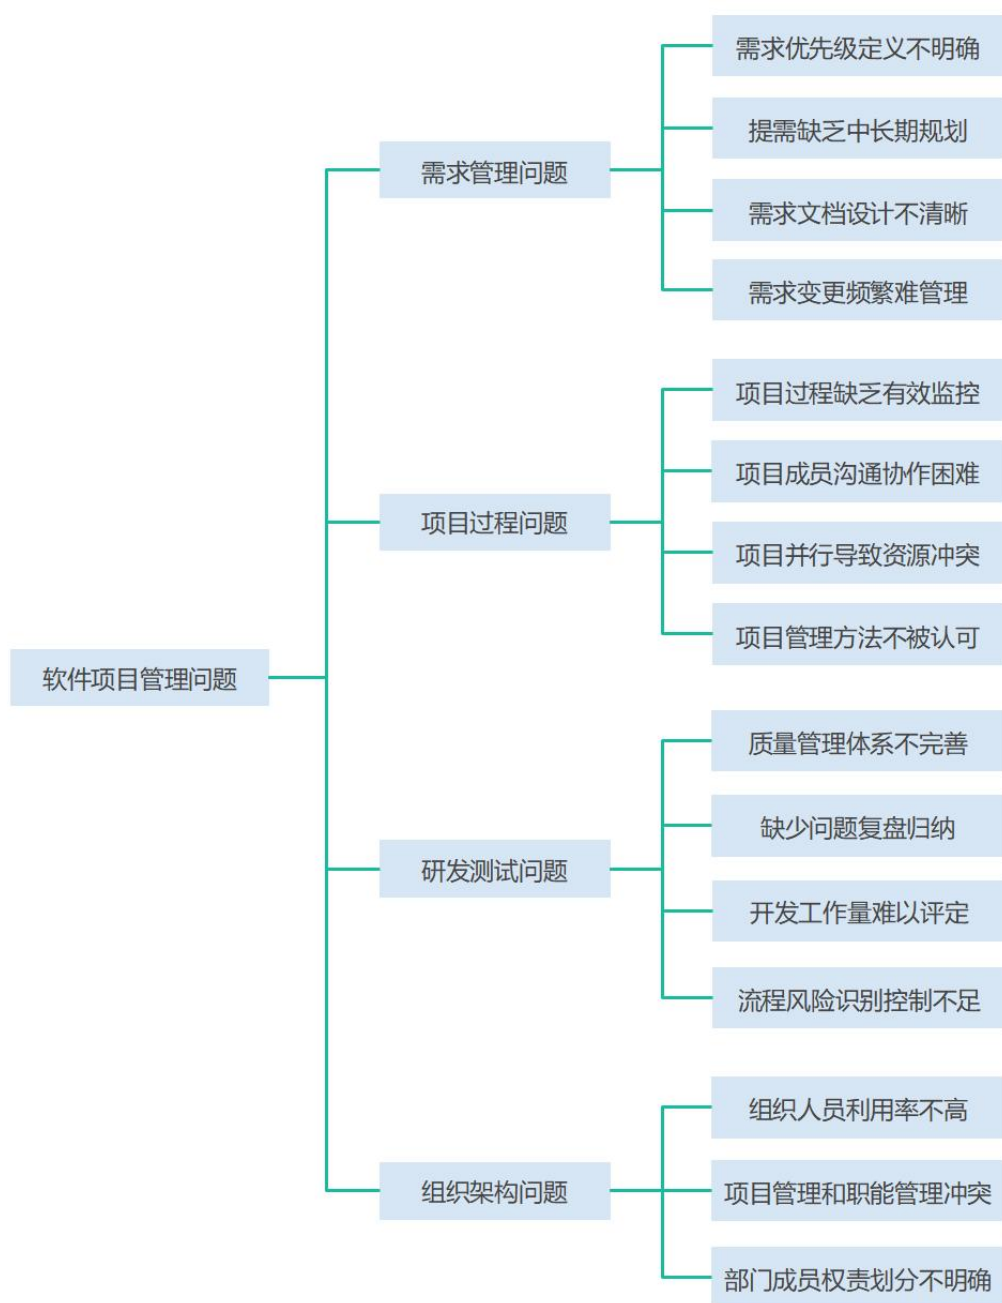 软件项目管理问题
需求管理问题
需求优先级定义不明确
提需缺乏中长期规划
需求文档设计不清晰
需求变更频繁难管理
项目过程问题
项目过程缺乏有效监控
项目成员沟通协作困难
项目并行导致资源冲突
项目管理方法不被认可
研发测试问题
质量管理体系不完善
缺少问题复盘归纳
开发工作量难以评定
流程风险识别控制不足
组织架构问题
组织人员利用率不高
项目管理和职能管理冲突
部门成员权责划分不明确